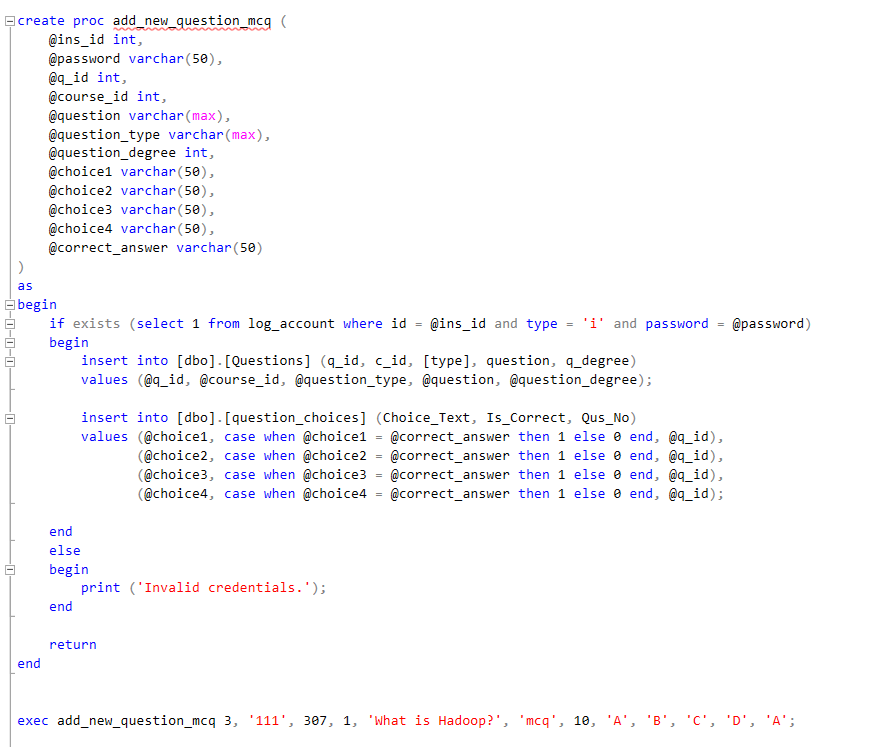 create proc add_new_question_mcq (
    @ins_id int,
    @password varchar(50),
    @q_id int,
    @course_id int,
    @question varchar(max),
    @question_type varchar(max),
    @question_degree int,
    @choice1 varchar(50),
    @choice2 varchar(50),
    @choice3 varchar(50),
    @choice4 varchar(50),
    @correct_answer varchar(50)
)
as
begin
    if exists (select 1 from log_account where id = @ins_id and type = 'i' and password = @password)
    begin
        insert into [dbo].[Questions] (q_id, c_id, [type], question, q_degree)
        values (@q_id, @course_id, @question_type, @question, @question_degree);
        insert into [dbo].[question_choices] (Choice_Text, Is_Correct, Qus_No)
        values (@choice1, case when @choice1 = @correct_answer then 1 else 0 end, @q_id),
               (@choice2, case when @choice2 = @correct_answer then 1 else 0 end, @q_id),
               (@choice3, case when @choice3 = @correct_answer then 1 else 0 end, @q_id),
               (@choice4, case when @choice4 = @correct_answer then 1 else 0 end, @q_id);
    end
    else
    begin
        print ('Invalid credentials.');
    end
    return
end
exec add_new_question_mcq 3, '111', 307, 1, 'What is Hadoop?', 'mcq', 10, 'A', 'B', 'C', 'D', 'A';